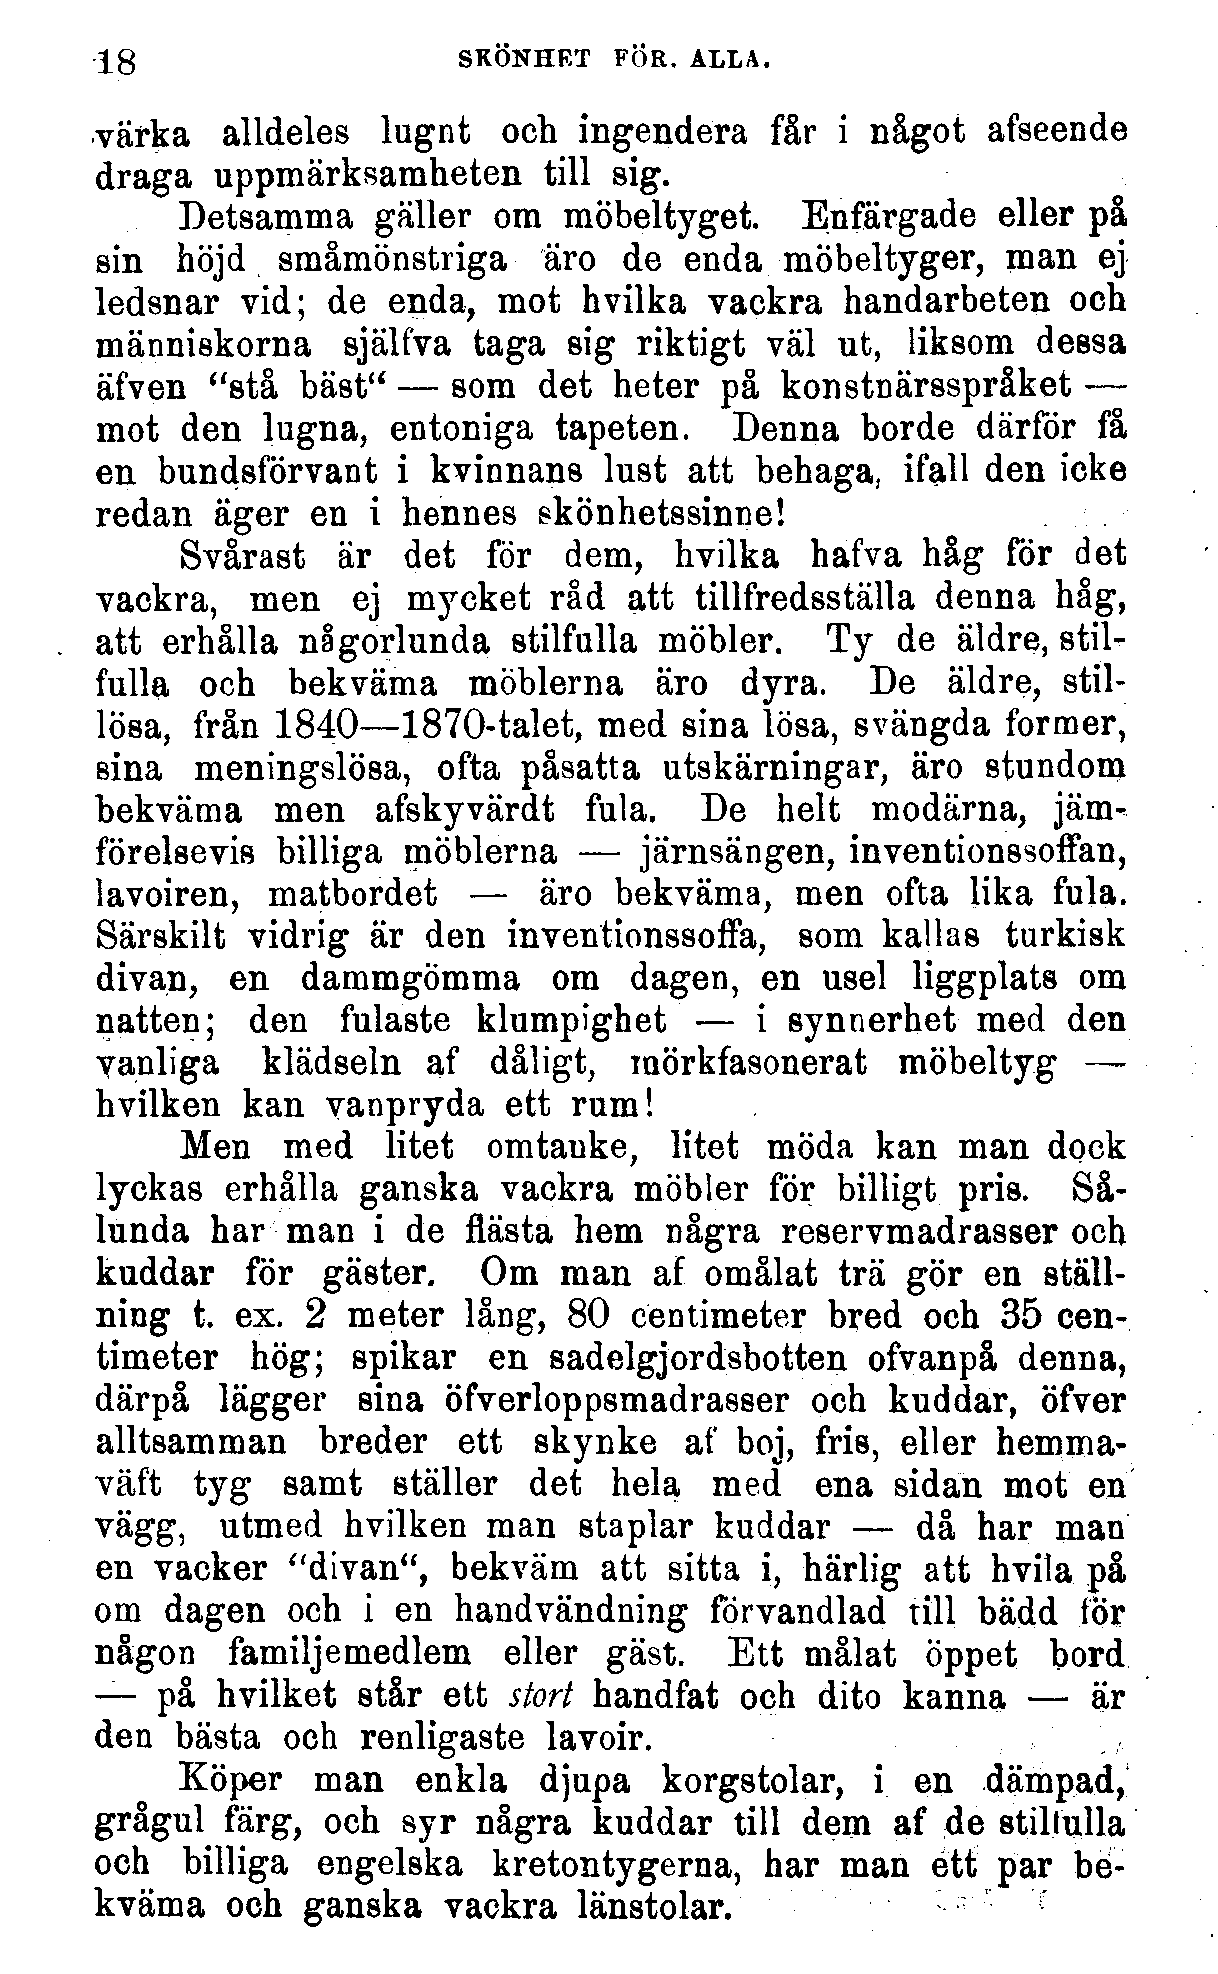 18 SKÖNHET FÖR. ALLA.
värka alldeles lugnt och ingendera får i något afseende
draga uppmärksamheten till sig.
Detsamma gäller om möbeltyget. Enfärgade eller på
sin höjd småmönstriga äro de enda möbeltyger, man ej
ledsnar vid; de enda, mot hvilka vackra handarbeten och
människorna själfva taga sig riktigt väl ut, liksom dessa
äfven “stå bäst“ — som det heter på konstnärsspråket —
mot den lugna, entoniga tapeten. Denna borde därför få
en bundsförvant i kvinnans lust att behaga, ifall den icke
redan äger en i hennes skönhetssinne!
Svårast är det för dem, hvilka hafva håg för det
vackra, men ej mycket råd att tillfredsställa denna håg,
att erhålla någorlunda stilfulla möbler. Ty de äldre, stil-
fulla och bekväma möblerna äro dyra. De äldre, stil-
lösa, från 1840—1870-talet, med sina lösa, svängda former,
sina meningslösa, ofta påsatta utskärningar, äro stundom
bekväma men afskyvärdt fula. De helt modärna, jäm-
förelsevis billiga möblerna — järnsängen, inventionssoffan,
lavoiren, matbordet — äro bekväma, men ofta lika fula.
Särskilt vidrig är den inventionssoffa, som kallas turkisk
divan, en dammgömma om dagen, en usel liggplats om
natten; den fulaste klumpighet — i synnerhet med den
vanliga klädseln af dåligt, mörkfasonerat möbeltyg —
hvilken kan vanpryda ett rum!
Men med litet omtanke, litet möda kan man dock
lyckas erhålla ganska vackra möbler för billigt pris. Så-
lunda har man i de flästa hem några reservmadrasser och
kuddar för gäster. Om man af omålat trä gör en ställ-
ning t. ex. 2 meter lång, 80 centimeter bred och 35 cen-
timeter hög; spikar en sadelgjordsbotten ofvanpå denna,
därpå lägger sina öfverloppsmadrasser och kuddar, öfver
alltsamman breder ett skynke af boj, fris, eller hemma-
väft tyg samt ställer det hela med ena sidan mot en
vägg, utmed hvilken man staplar kuddar — då har man
en vacker “divan“, bekväm att sitta i, härlig att hvila på
om dagen och i en handvändning förvandlad till bädd för
någon familjemedlem eller gäst. Ett målat öppet bord
— på hvilket står ett stort handfat och dito kanna — är
den bästa och renligaste lavoir.
Köper man enkla djupa korgstolar, i en dämpad,
grågul färg, och syr några kuddar till dem af de stilfulla
och billiga engelska kretontygerna, har man ett par be-
kväma och ganska vackra länstolar.